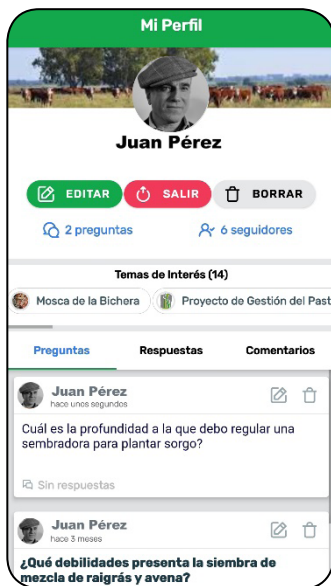 Mi Perfil
Juan Pérez
EDITAR
SALIR
BORRAR
2 preguntas
6 seguidores
Temas de Interés (14)
Mosca de la Bichera
Proyecto de Gestión del Past
Preguntas
Respuestas
Comentarios
Juan Pérez
hace unos segundos
Cuál es la profundidad a la que debo regular una
sembradora para plantar sorgo?
Sin respuestas
Juan Pérez
hace 3 meses
¿Qué debilidades presenta la siembra de
mezcla de raigrás y avena?